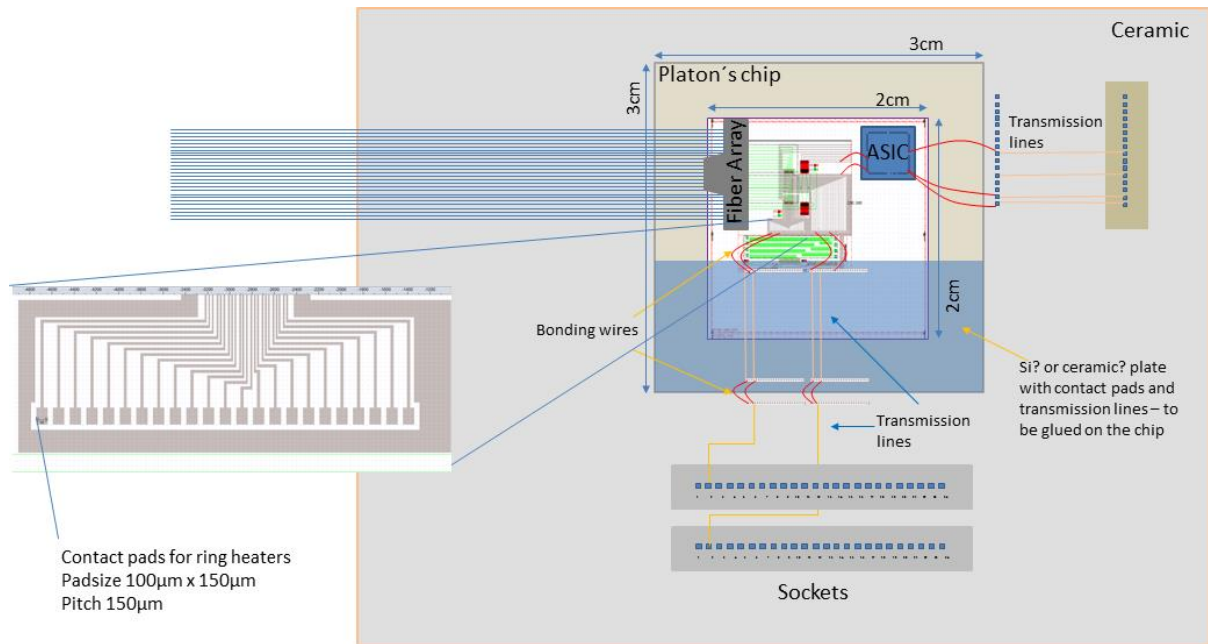 Ceramic
3cm
Platon´s chip
3cm
2cm
Fiber Array
ASIC
Transmission
lines
2cm
Bonding wires
Si? or ceramic? plate
with contact pads and
transmission lines – to
be glued on the chip
Transmission
lines
Contact pads for ring heaters
Padsize 100µm x 150µm
Pitch 150µm
Sockets